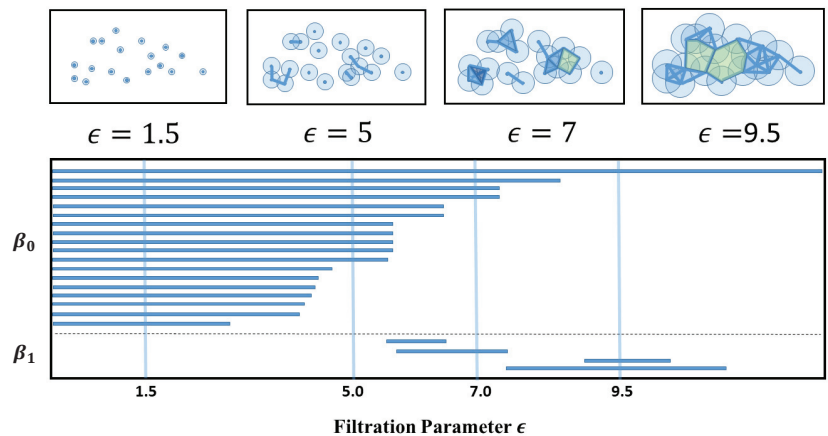 ϵ = 1.5
ϵ = 5
ϵ = 7
ϵ =9.5
β₀
β₁
1.5 5.0 7.0 9.5
Filtration Parameter ϵ